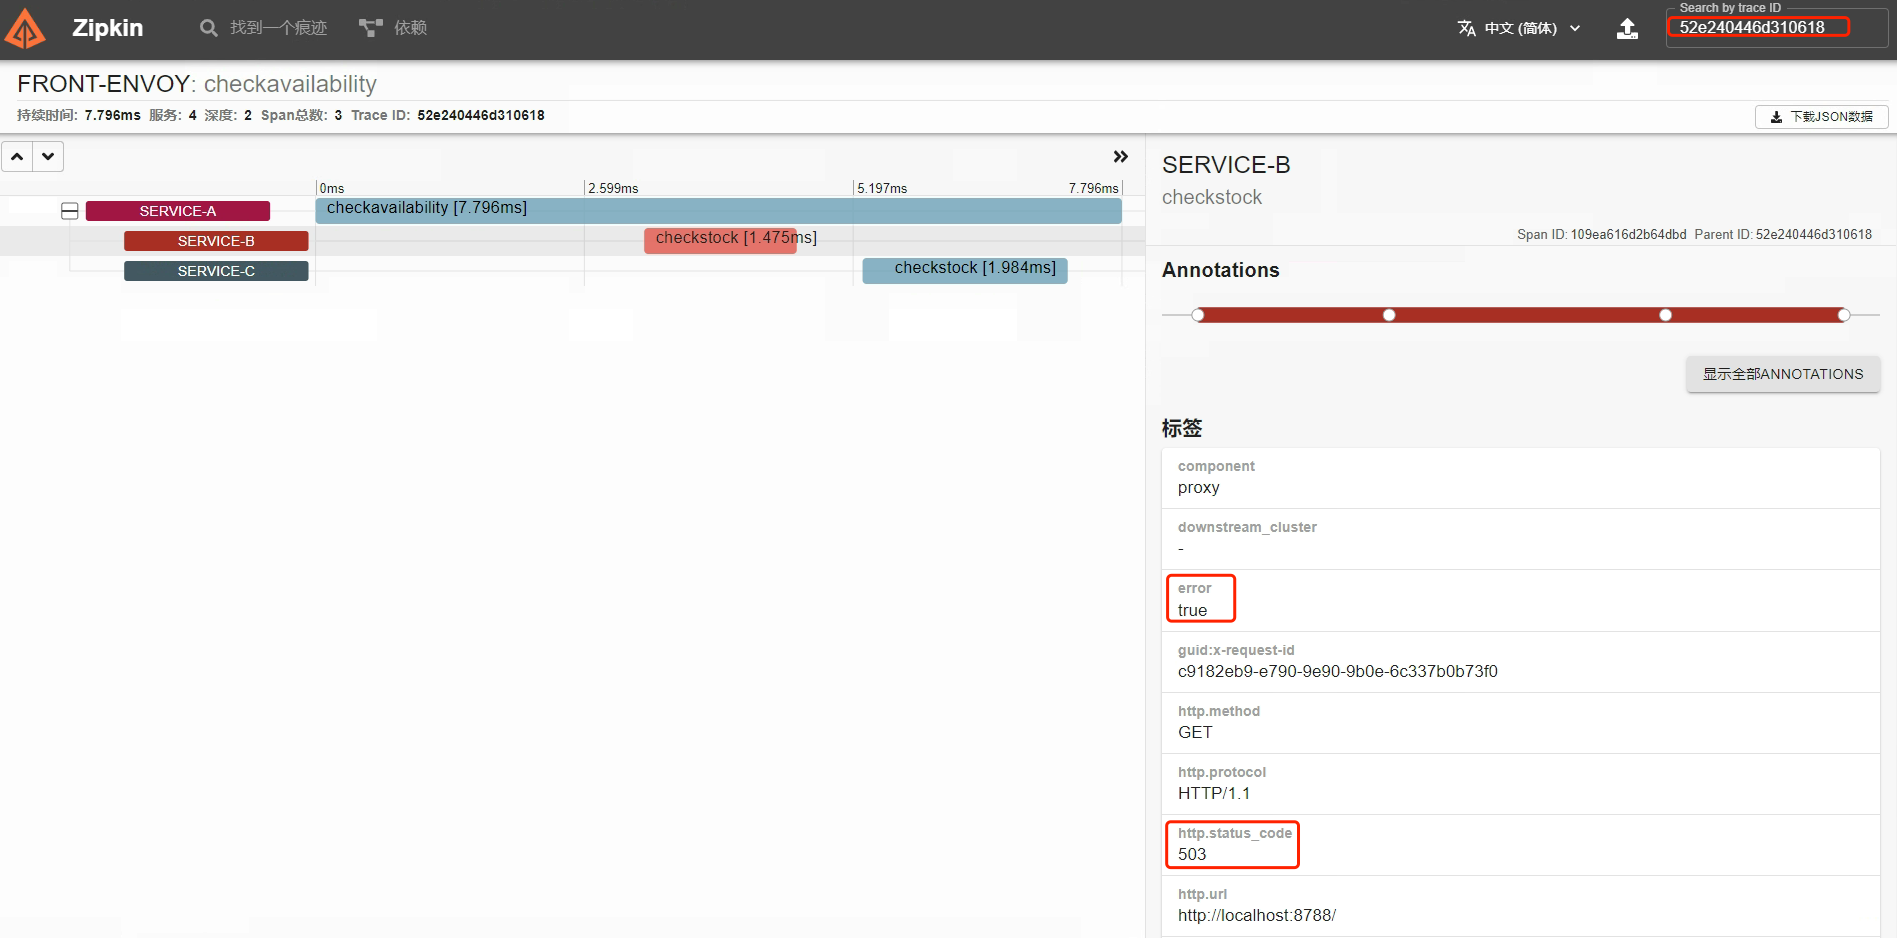 Zipkin
找到一个痕迹
依赖
中文 (简体)
Search by trace ID
52e240446d310618
FRONT-ENVOY: checkavailability
持续时间: 7.796ms 服务: 4 深度: 2 Span总数: 3 Trace ID: 52e240446d310618
下载JSON数据
0ms 2.599ms 5.197ms 7.796ms
SERVICE-A checkavailability [7.796ms]
SERVICE-B checkstock [1.475ms]
SERVICE-C checkstock [1.984ms]
SERVICE-B
checkstock
Span ID: 109ea616d2b64dbd Parent ID: 52e240446d310618
Annotations
显示全部ANNOTATIONS
标签
component
proxy
downstream_cluster
-
error
true
guid:x-request-id
c9182eb9-e790-9e90-9b0e-6c337b0b73f0
http.method
GET
http.protocol
HTTP/1.1
http.status_code
503
http.url
http://localhost:8788/